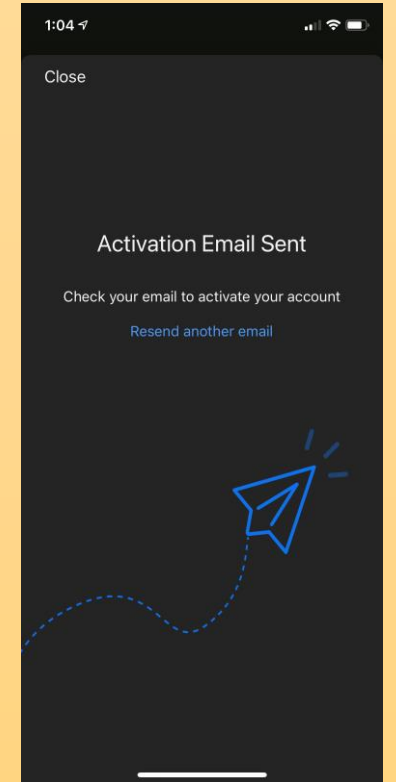 1:04
Close
Activation Email Sent
Check your email to activate your account
Resend another email